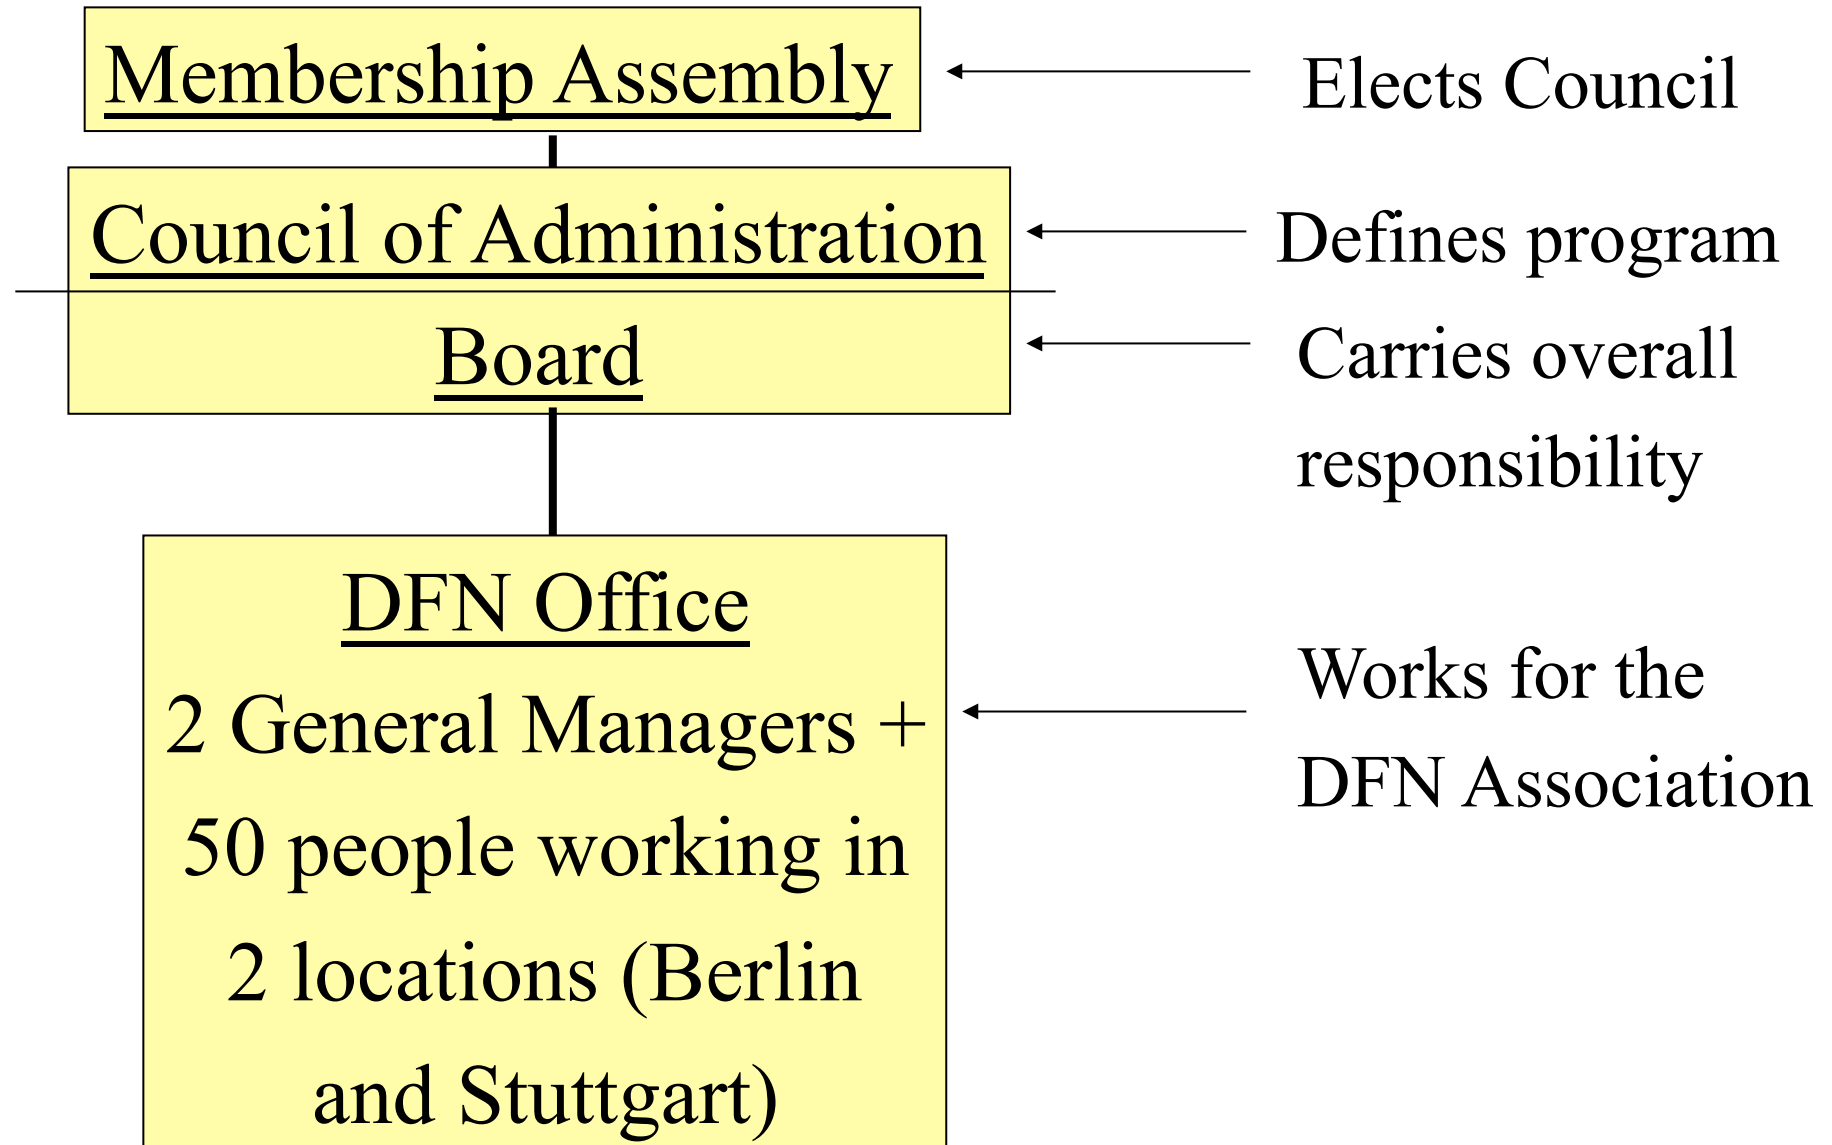 Membership Assembly
Elects Council
Council of Administration
Defines program
Board
Carries overall
responsibility
DFN Office
2 General Managers +
50 people working in
2 locations (Berlin
and Stuttgart)
Works for the
DFN Association